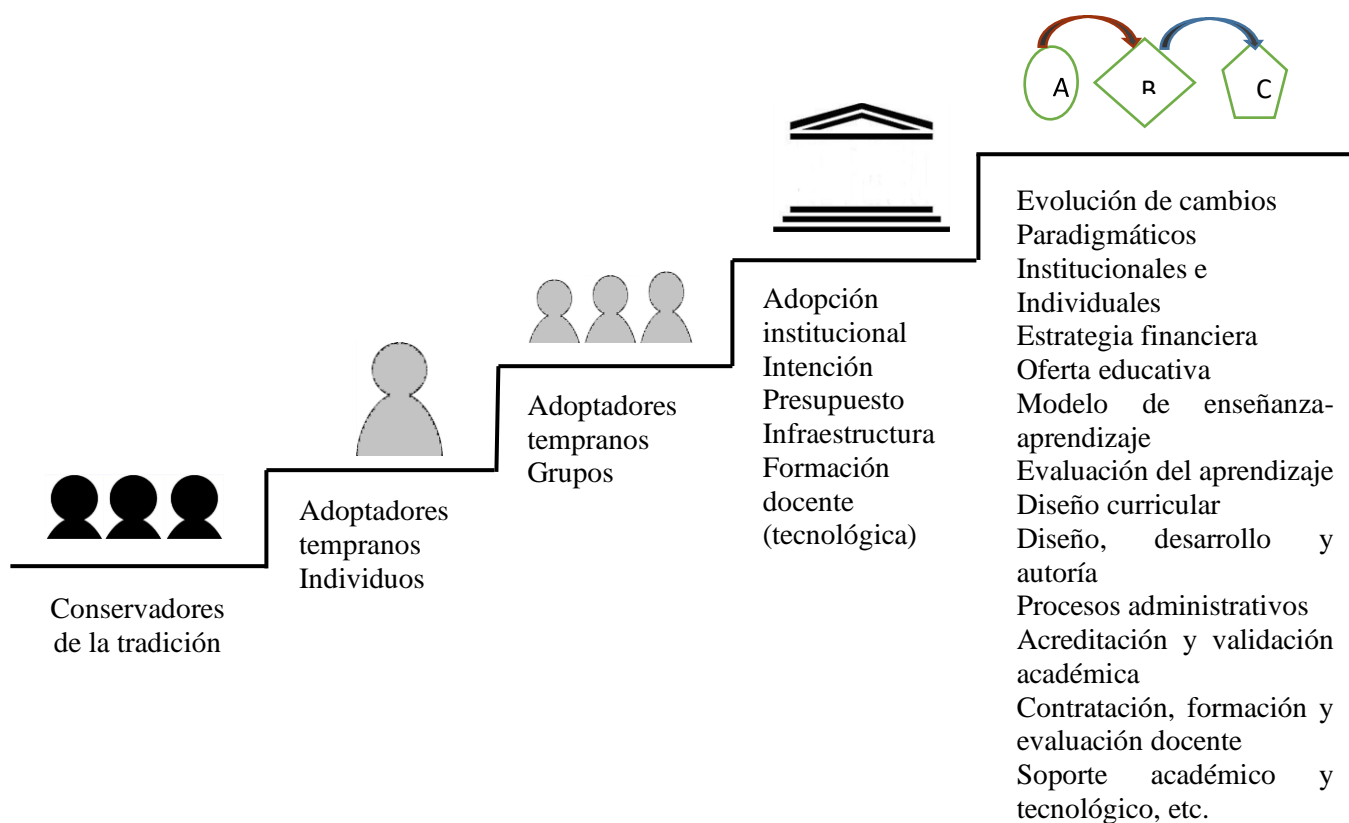 A
B
C
Conservadores
de la tradición
Adoptadores
tempranos
Individuos
Adoptadores
tempranos
Grupos
Adopción
institucional
Intención
Presupuesto
Infraestructura
Formación
docente
(tecnológica)
Evolución de cambios
Paradigmáticos
Institucionales e
Individuales
Estrategia financiera
Oferta educativa
Modelo de enseñanza-
aprendizaje
Evaluación del aprendizaje
Diseño curricular
Diseño, desarrollo y
autoría
Procesos administrativos
Acreditación y validación
académica
Contratación, formación y
evaluación docente
Soporte académico y
tecnológico, etc.